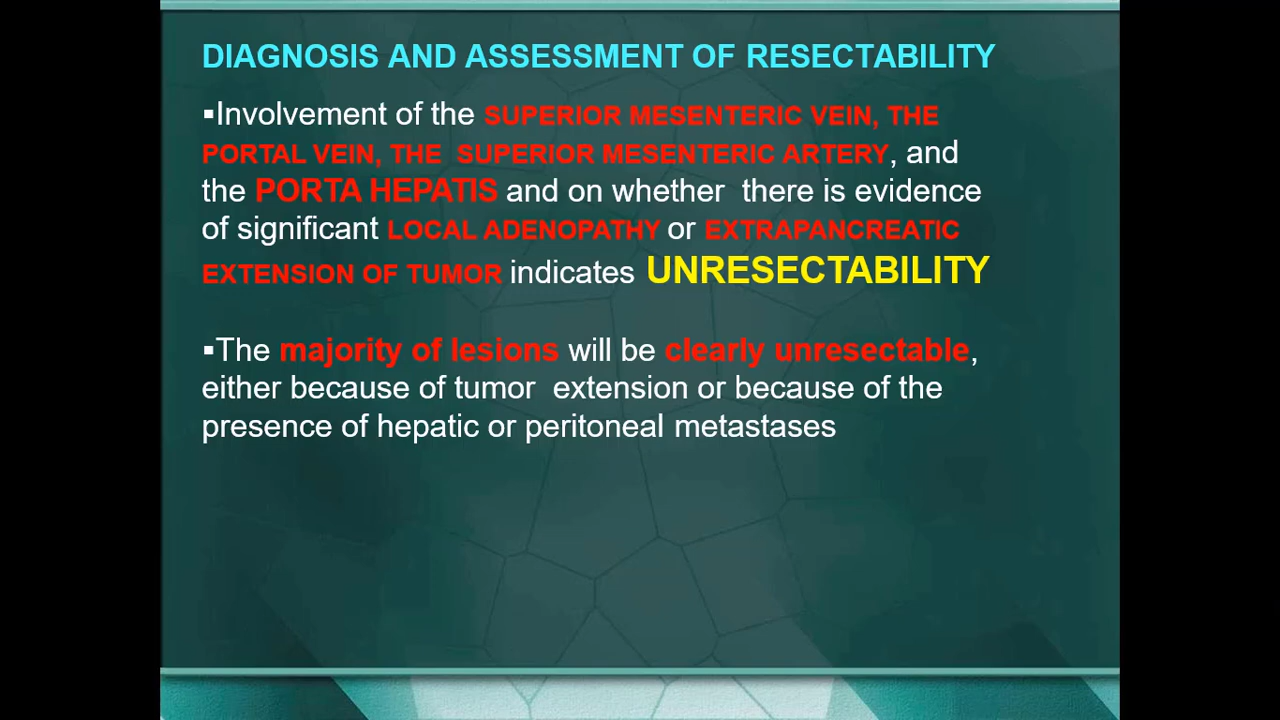 DIAGNOSIS AND ASSESSMENT OF RESECTABILITY
▪Involvement of the SUPERIOR MESENTERIC VEIN, THE
PORTAL VEIN, THE SUPERIOR MESENTERIC ARTERY, and
the PORTA HEPATIS and on whether there is evidence
of significant LOCAL ADENOPATHY or EXTRAPANCREATIC
EXTENSION OF TUMOR indicates UNRESECTABILITY
▪The majority of lesions will be clearly unresectable,
either because of tumor extension or because of the
presence of hepatic or peritoneal metastases